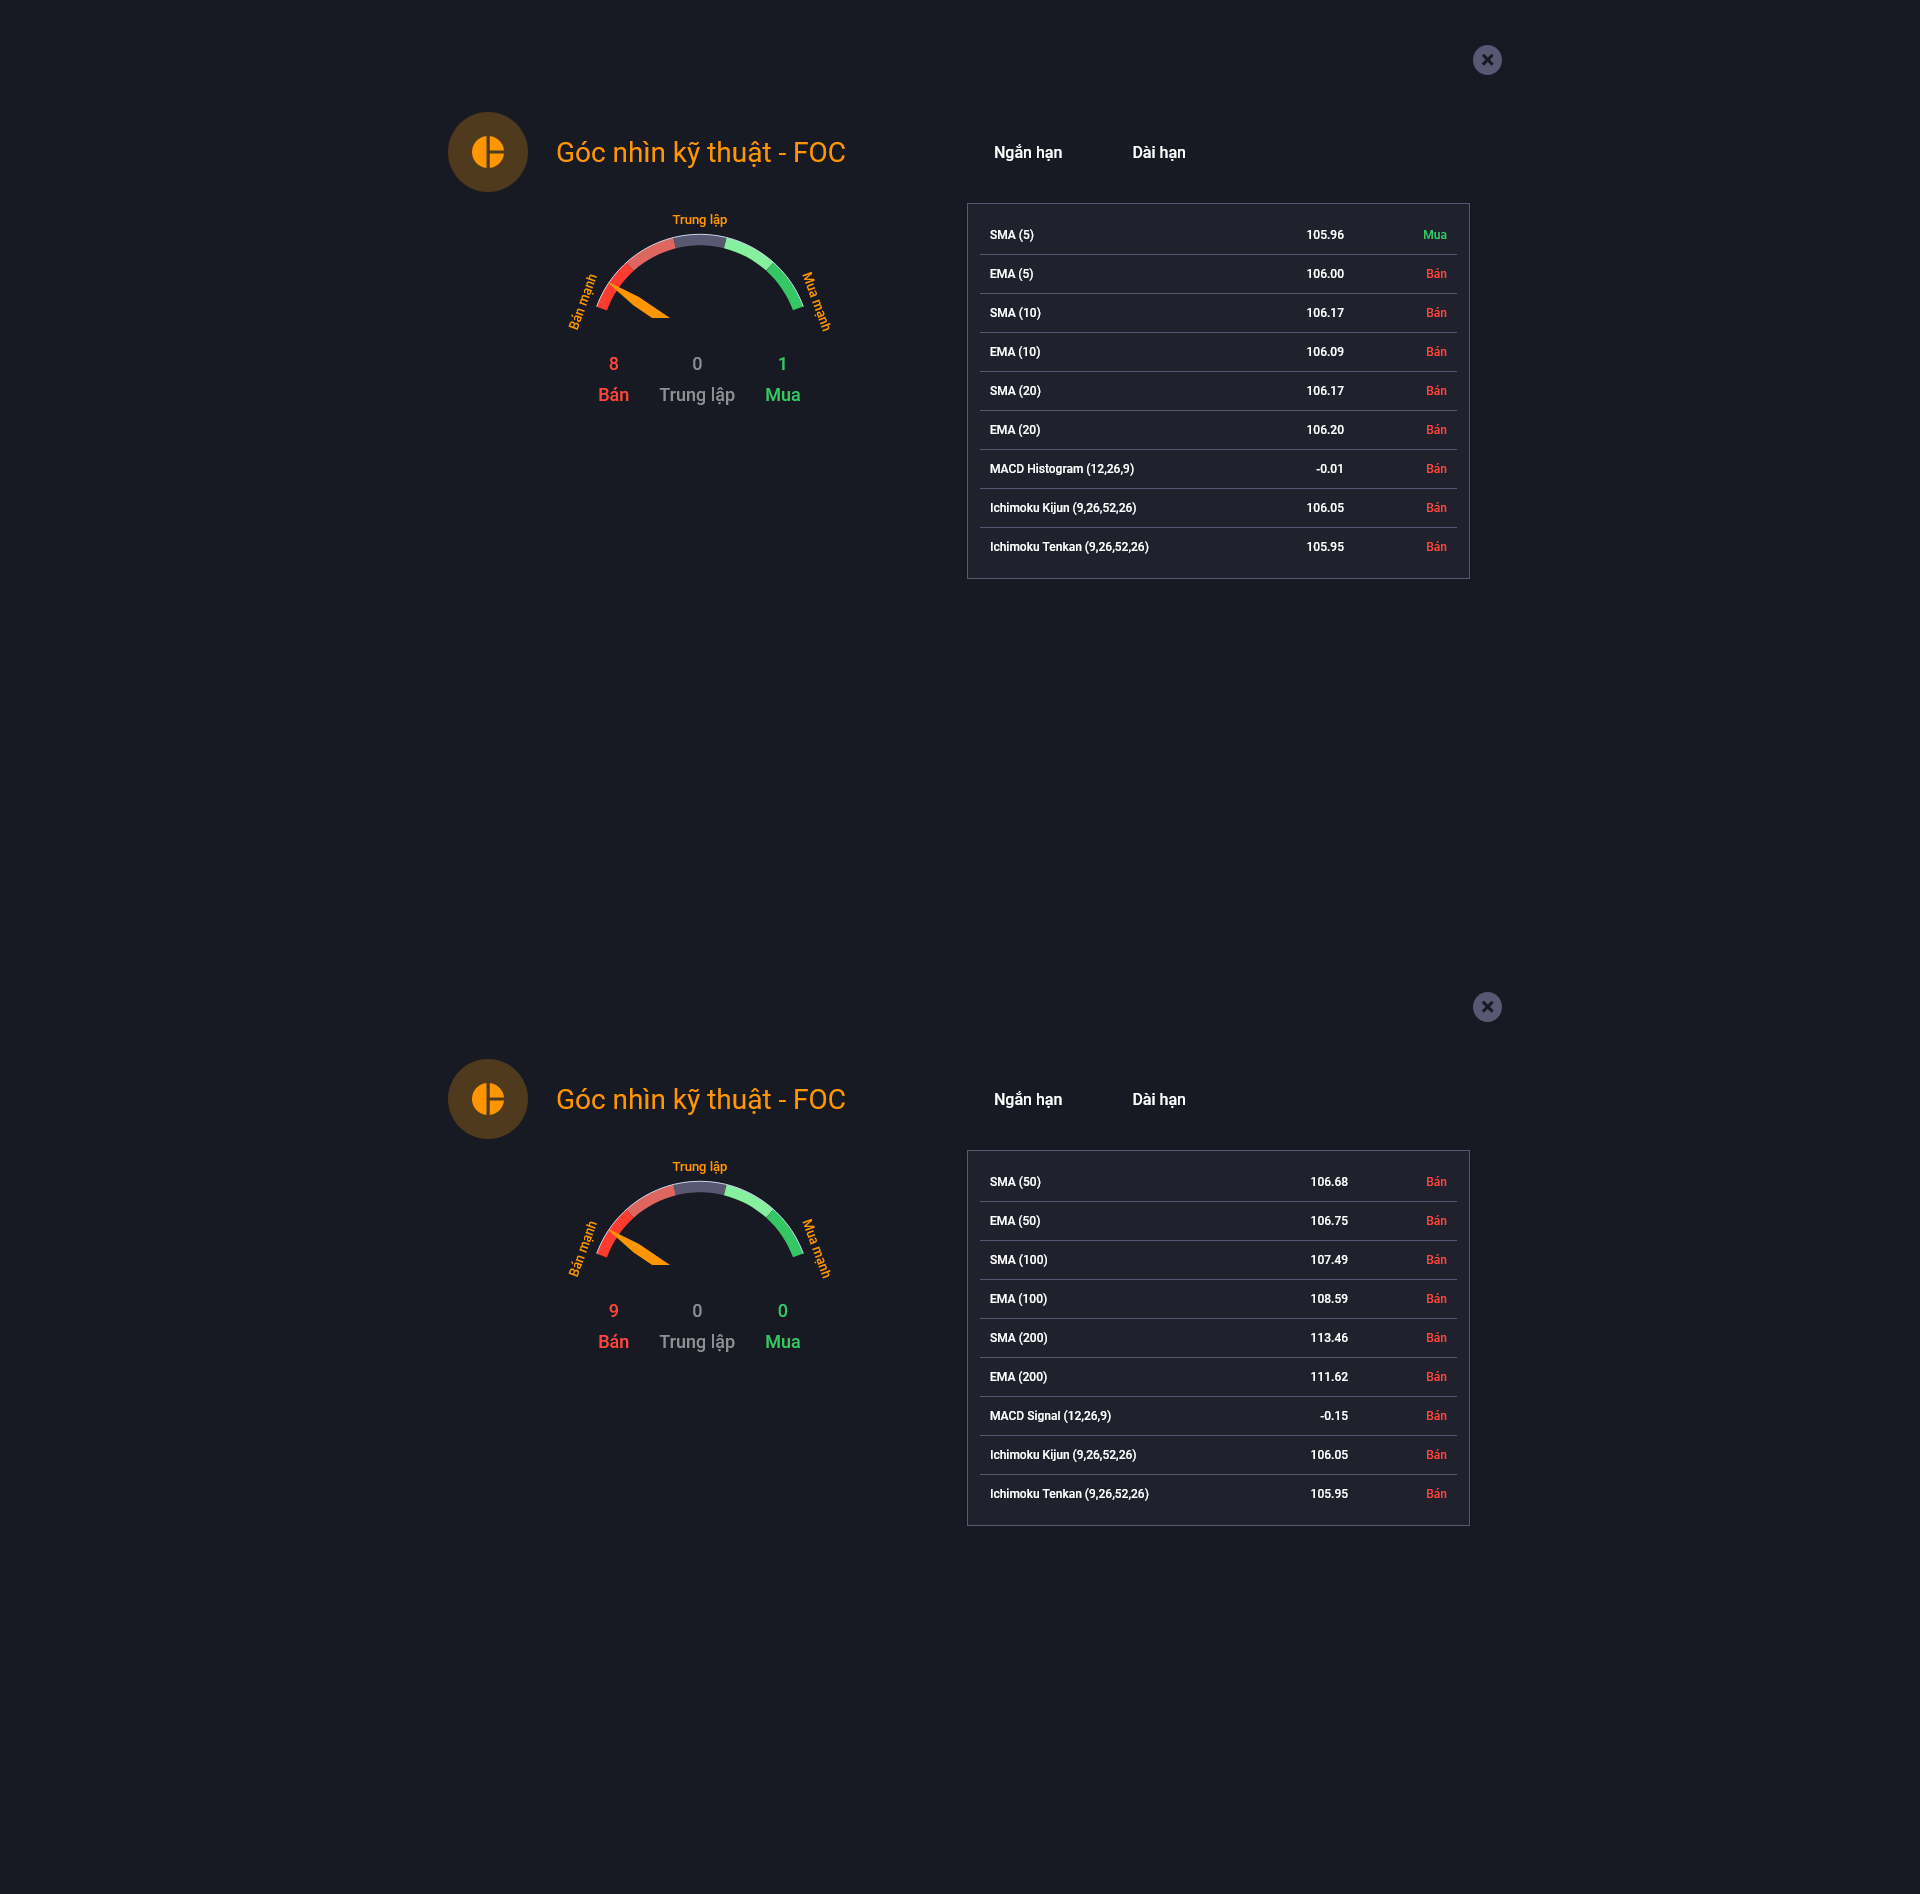 Góc nhìn kỹ thuật - FOC
Ngắn hạn Dài hạn
Trung lập
Bán mạnh
Mua mạnh
8 0 1
Bán Trung lập Mua
SMA (5) 105.96 Mua
EMA (5) 106.00 Bán
SMA (10) 106.17 Bán
EMA (10) 106.09 Bán
SMA (20) 106.17 Bán
EMA (20) 106.20 Bán
MACD Histogram (12,26,9) -0.01 Bán
Ichimoku Kijun (9,26,52,26) 106.05 Bán
Ichimoku Tenkan (9,26,52,26) 105.95 Bán
Góc nhìn kỹ thuật - FOC
Ngắn hạn Dài hạn
Trung lập
Bán mạnh
Mua mạnh
9 0 0
Bán Trung lập Mua
SMA (50) 106.68 Bán
EMA (50) 106.75 Bán
SMA (100) 107.49 Bán
EMA (100) 108.59 Bán
SMA (200) 113.46 Bán
EMA (200) 111.62 Bán
MACD Signal (12,26,9) -0.15 Bán
Ichimoku Kijun (9,26,52,26) 106.05 Bán
Ichimoku Tenkan (9,26,52,26) 105.95 Bán